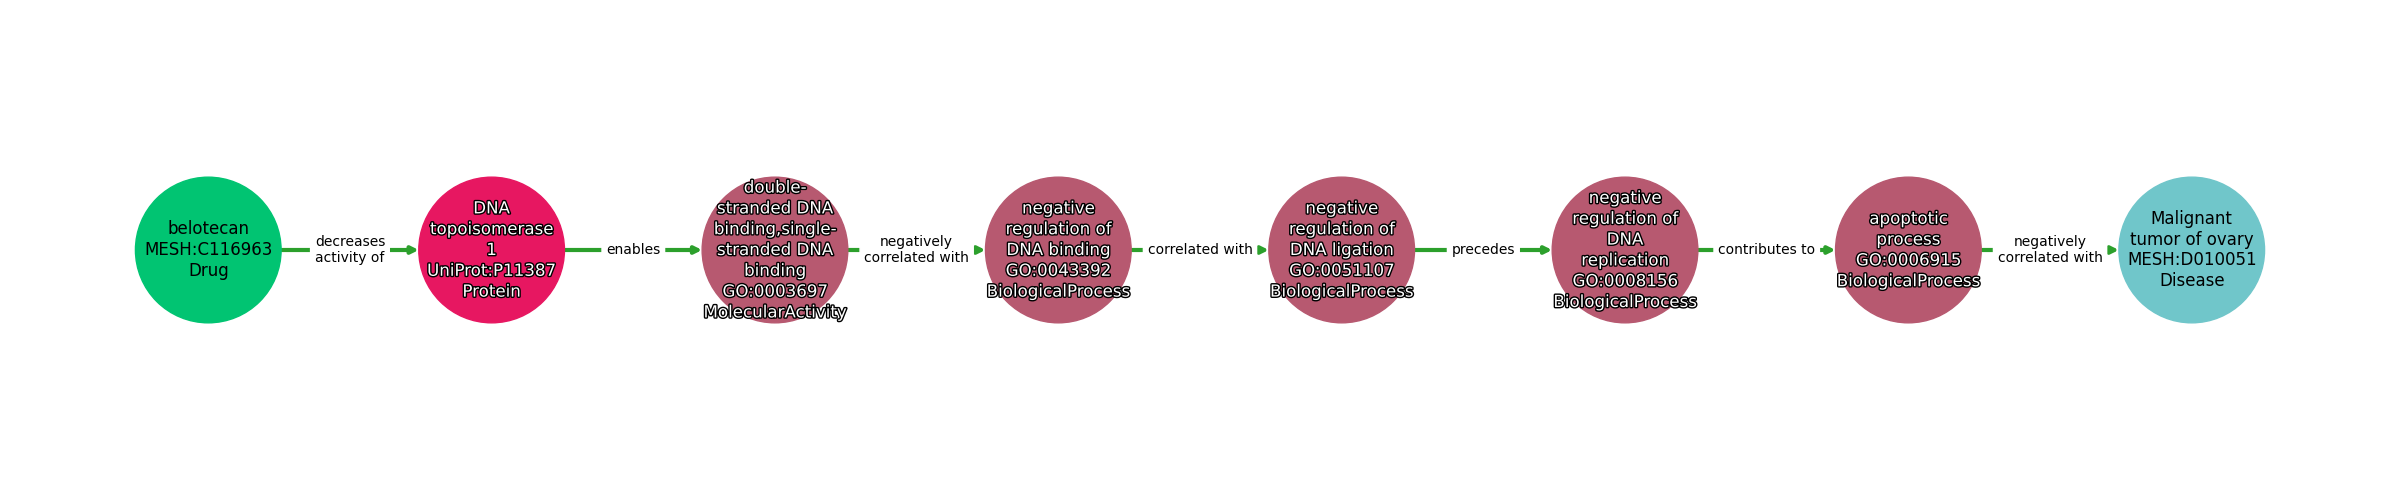 belotecan
MESH:C116963
Drug
decreases
activity of
DNA
topoisomerase
1
UniProt:P11387
Protein
enables
double-
stranded DNA
binding,single-
stranded DNA
binding
GO:0003697
MolecularActivity
negatively
correlated with
negative
regulation of
DNA binding
GO:0043392
BiologicalProcess
correlated with
negative
regulation of
DNA ligation
GO:0051107
BiologicalProcess
precedes
negative
regulation of
DNA
replication
GO:0008156
BiologicalProcess
contributes to
apoptotic
process
GO:0006915
BiologicalProcess
negatively
correlated with
Malignant
tumor of ovary
MESH:D010051
Disease